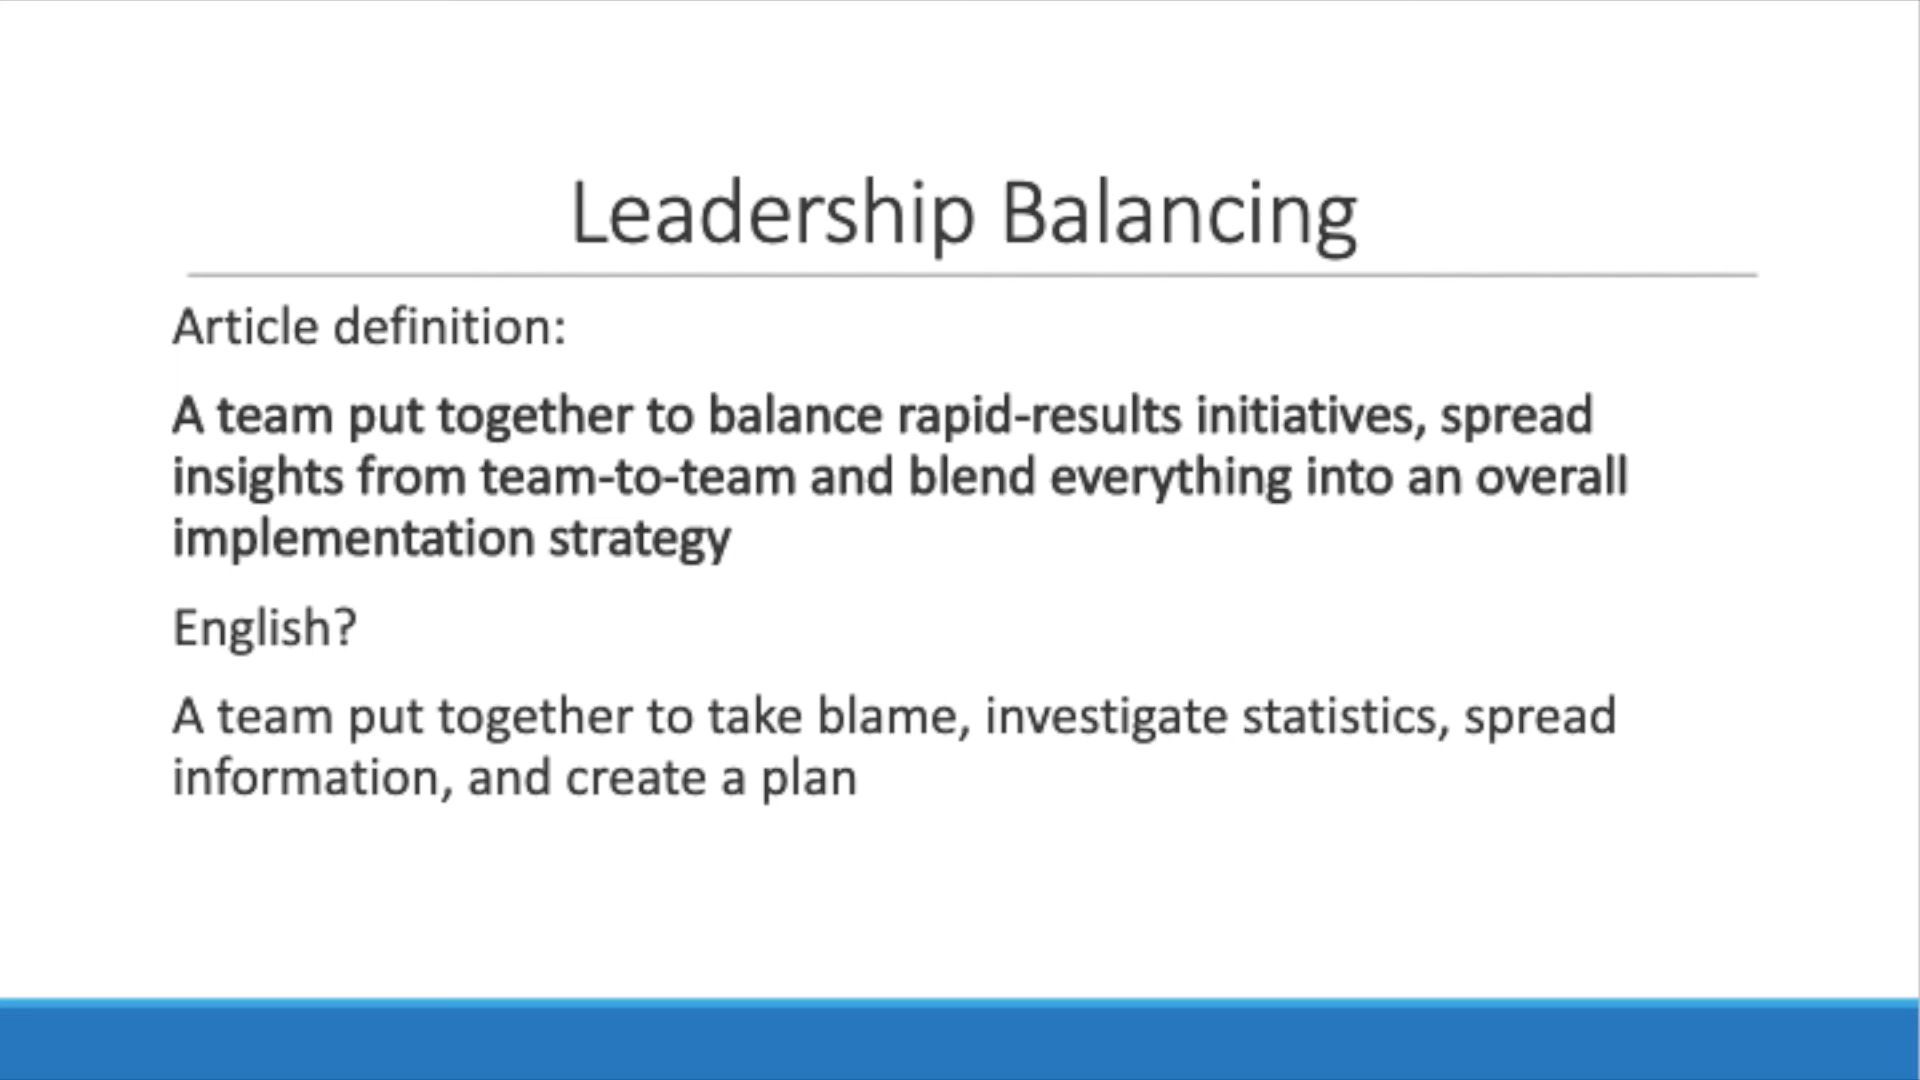 Leadership Balancing
Article definition:
A team put together to balance rapid-results initiatives, spread
insights from team-to-team and blend everything into an overall
implementation strategy
English?
A team put together to take blame, investigate statistics, spread
information, and create a plan